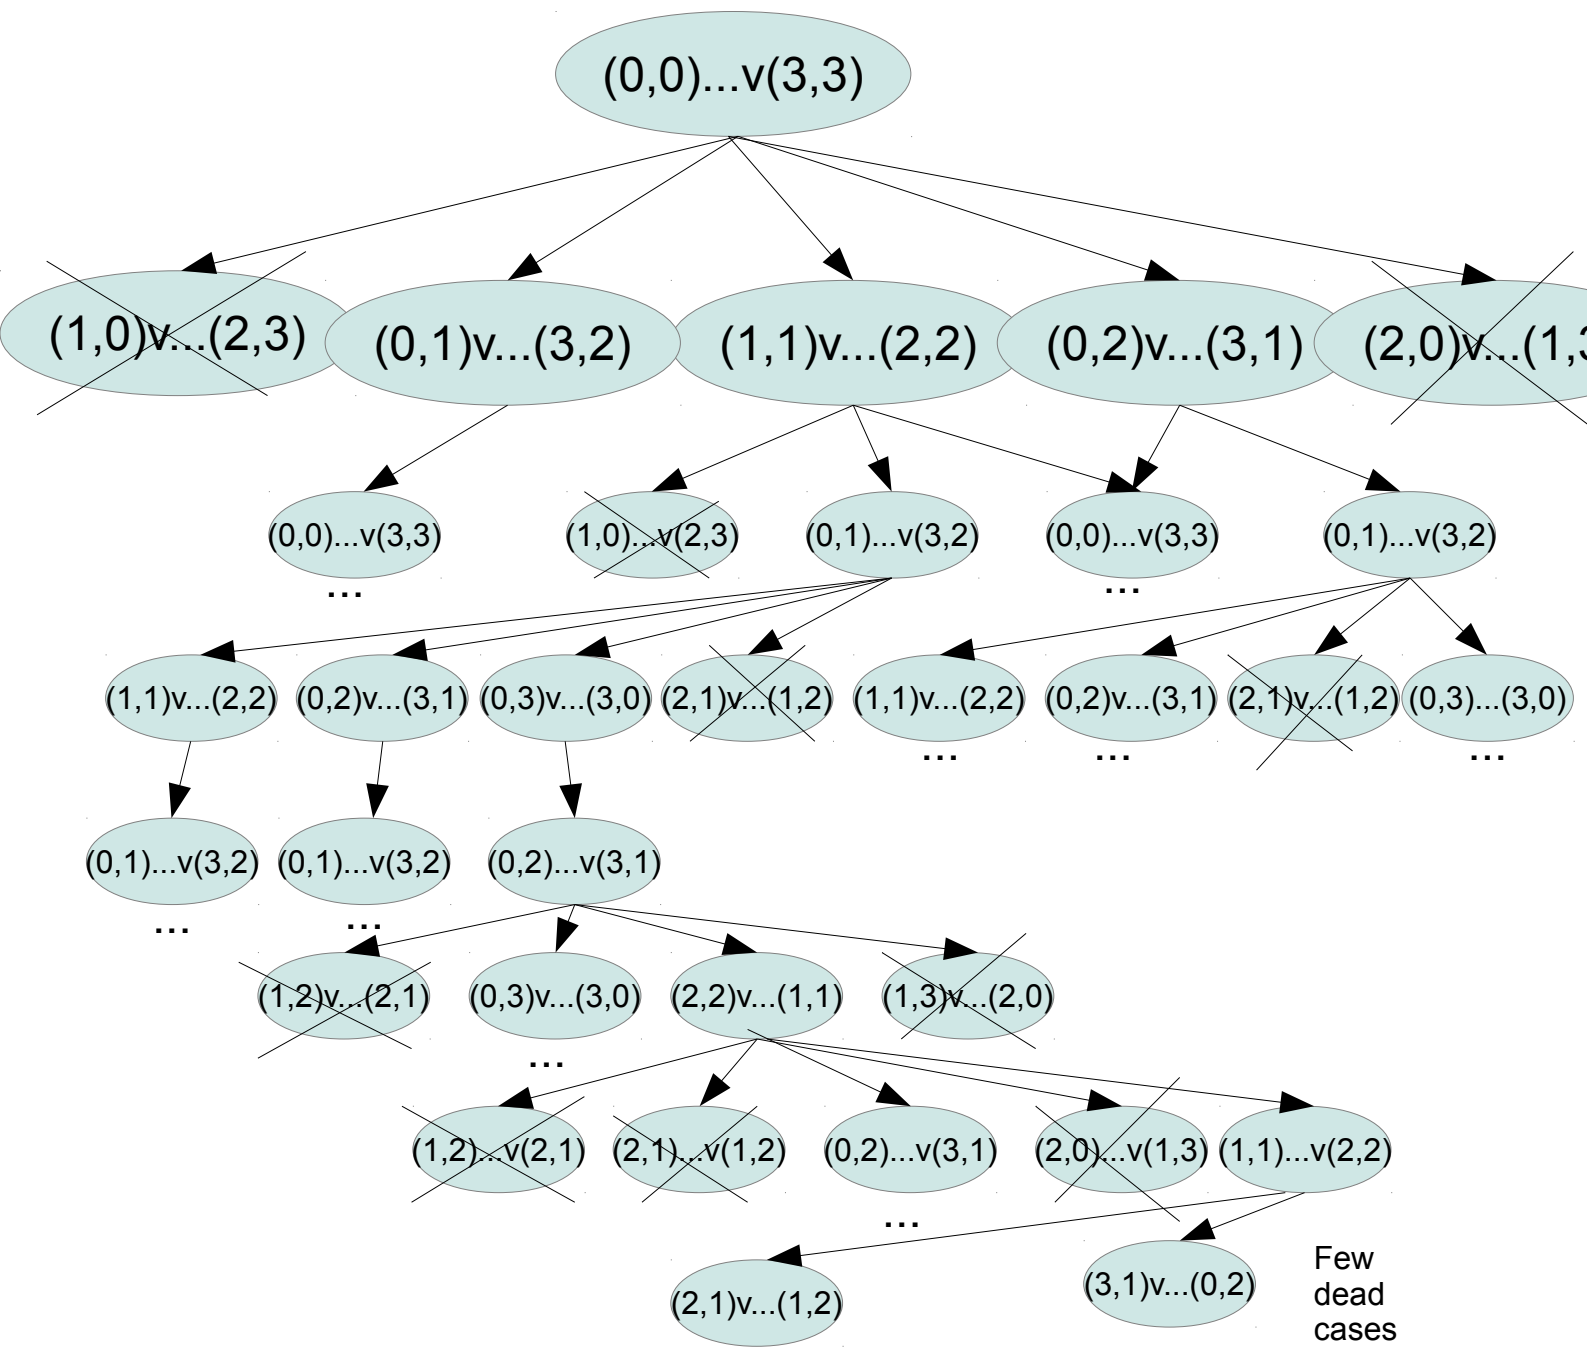 (0,0)...v(3,3)
(1,0)v...(2,3)
(0,1)v...(3,2)
(1,1)v...(2,2)
(0,2)v...(3,1)
(2,0)v...(1,3
(0,0)...v(3,3)
(1,0)...v(2,3)
(0,1)...v(3,2)
(0,0)...v(3,3)
(0,1)...v(3,2)
...
...
(1,1)v...(2,2)
(0,2)v...(3,1)
(0,3)v...(3,0)
(2,1)v...(1,2)
(1,1)v...(2,2)
(0,2)v...(3,1)
(2,1)v...(1,2)
(0,3)...(3,0)
...
...
...
(0,1)...v(3,2)
(0,1)...v(3,2)
(0,2)...v(3,1)
...
...
(1,2)v...(2,1)
(0,3)v...(3,0)
(2,2)v...(1,1)
(1,3)v...(2,0)
...
(1,2)...v(2,1)
(2,1)...v(1,2)
(0,2)...v(3,1)
(2,0)...v(1,3)
(1,1)...v(2,2)
...
(2,1)v...(1,2)
(3,1)v...(0,2)
Few
dead
cases